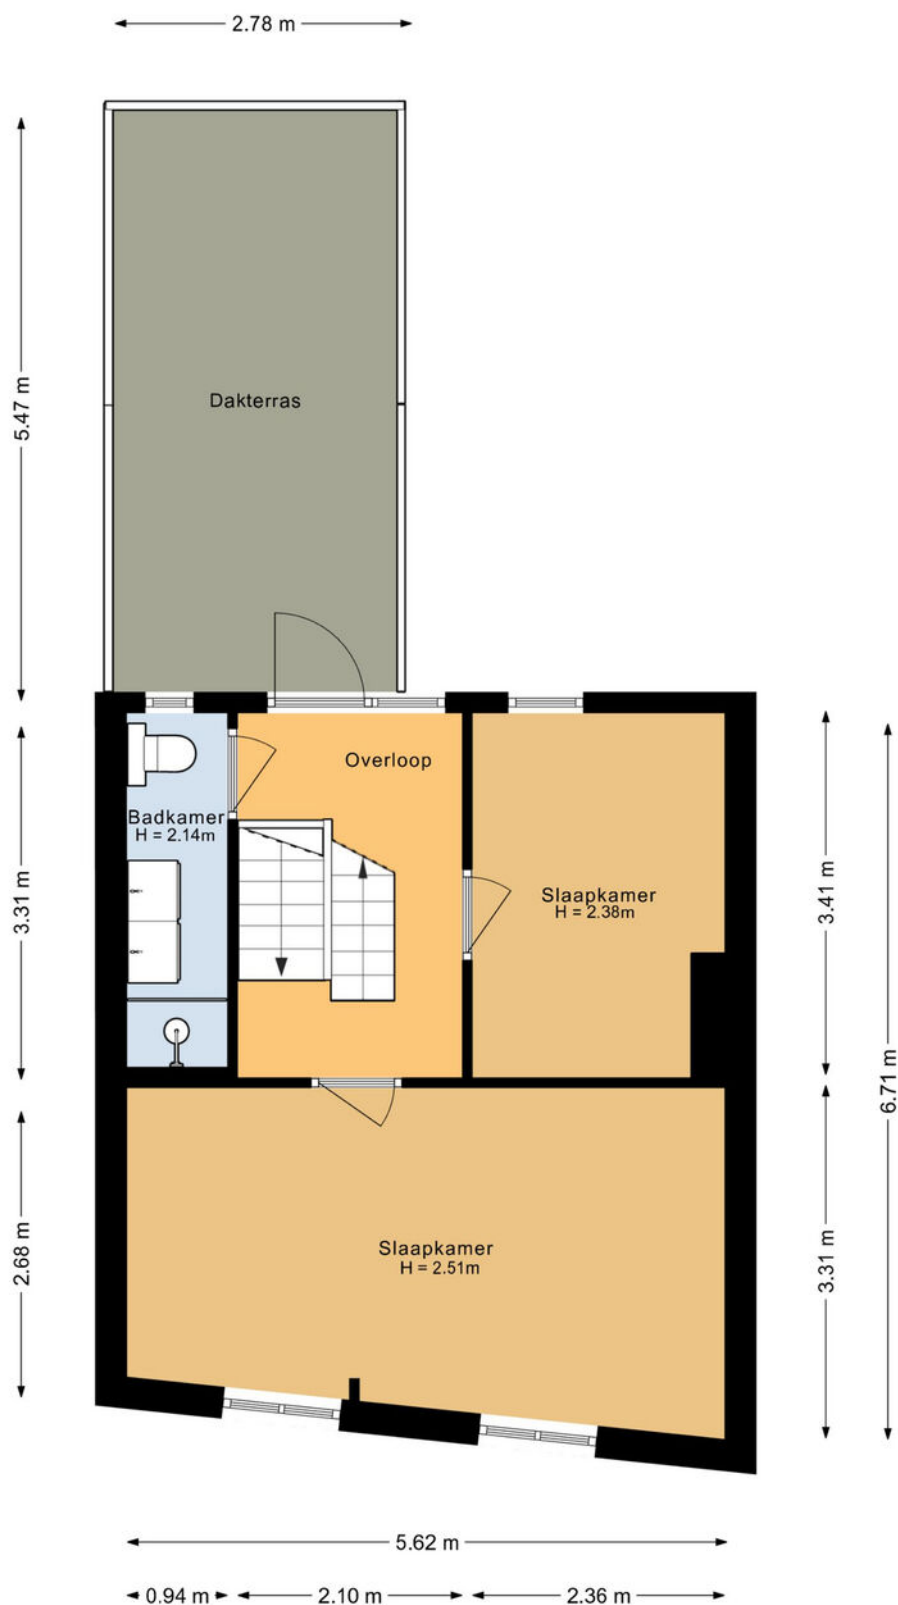 2.78 m
5.47 m
Dakterras
Overloop
Badkamer
H = 2.14m
Slaapkamer
H = 2.38m
3.31 m
3.41 m
6.71 m
Slaapkamer
H = 2.51m
2.68 m
3.31 m
5.62 m
0.94 m
2.10 m
2.36 m